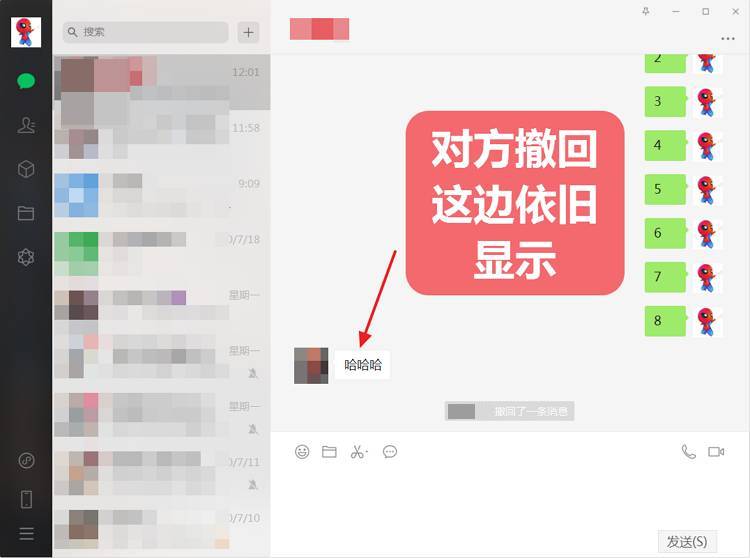 搜索
12:01
11:58
9:09
0/7/18
星期一
星期一
星期一
0/7/11
0/7/10
2
3
4
5
6
7
8
对方撤回
这边依旧
显示
哈哈哈
撤回了一条消息
发送(S)